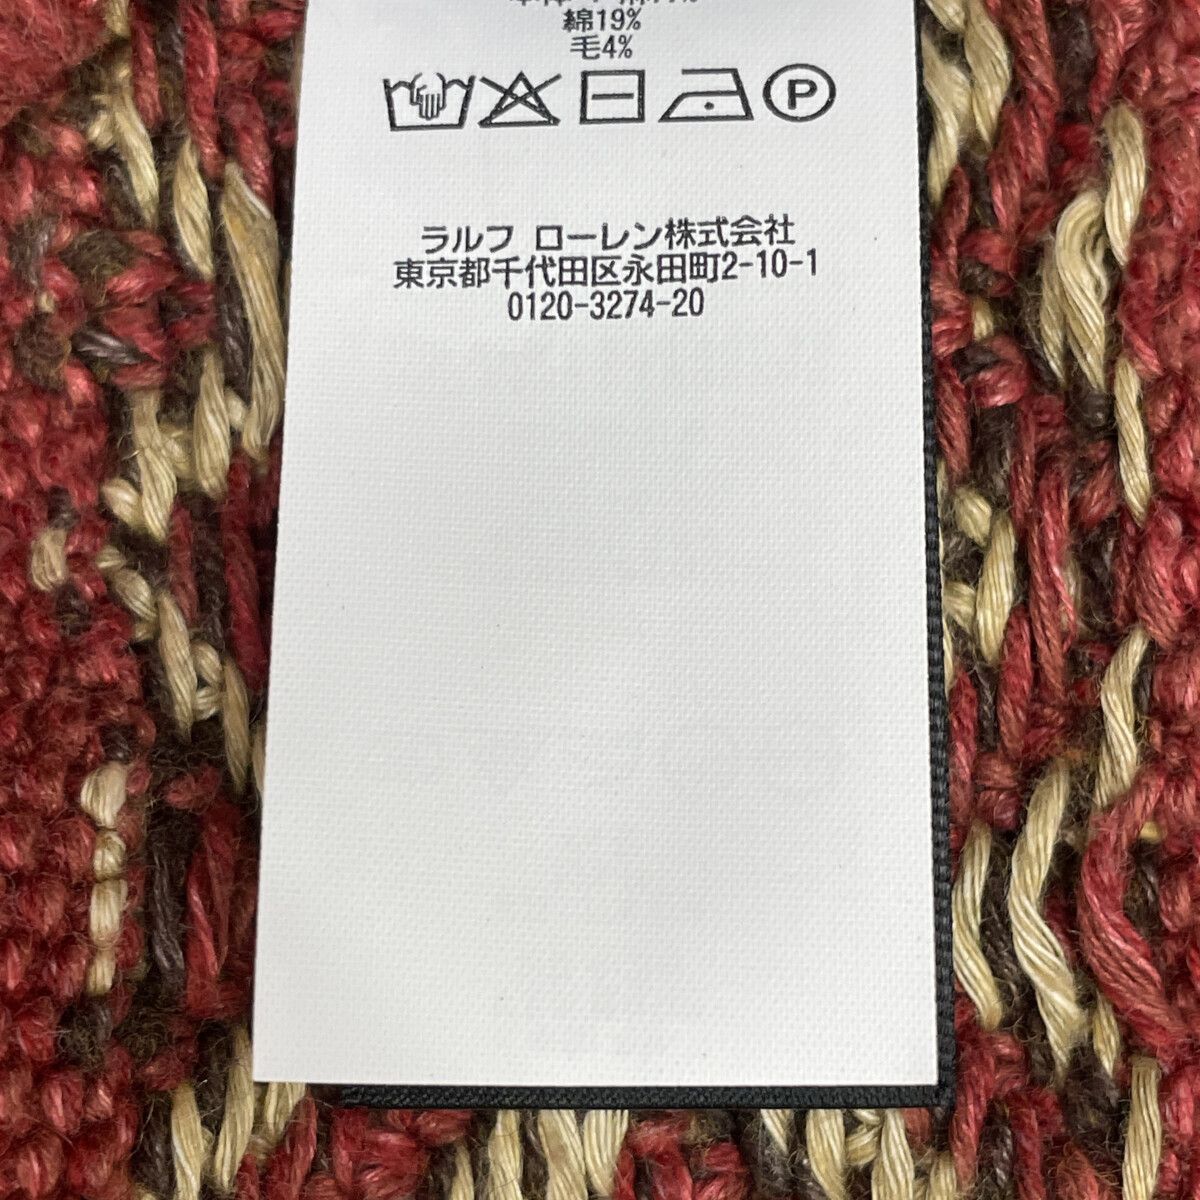 綿19%
毛4%
P
ラルフ ローレン株式会社
東京都千代田区永田町2-10-1
0120-3274-20